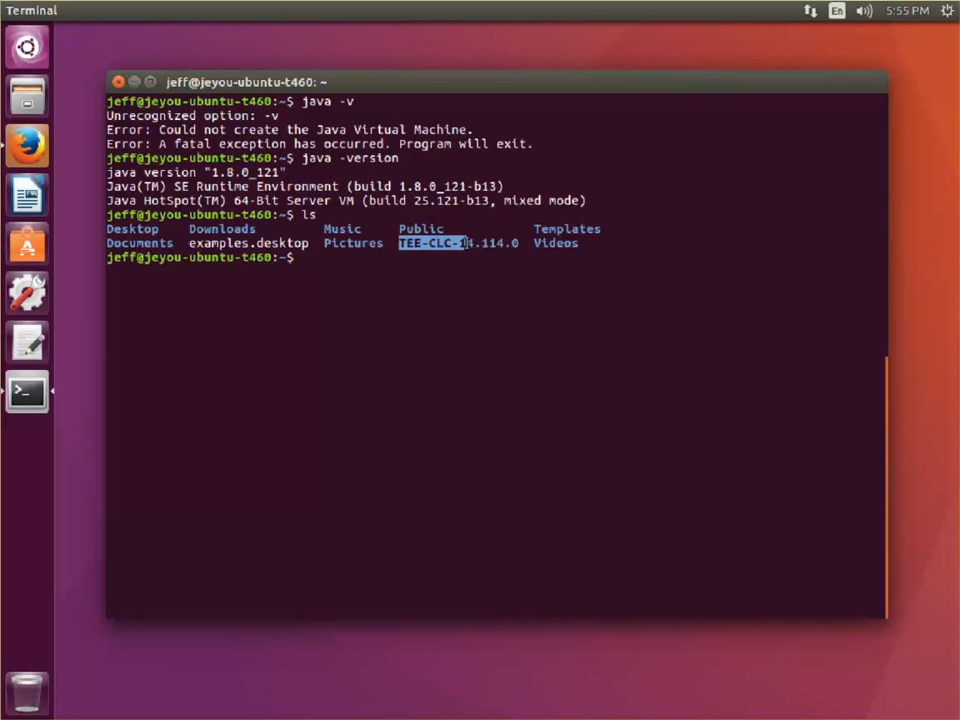 Terminal
En
5:55 PM
jeff@jeyou-ubuntu-t460: ~
jeff@jeyou-ubuntu-t460:~$ java -v
Unrecognized option: -v
Error: Could not create the Java Virtual Machine.
Error: A fatal exception has occurred. Program will exit.
jeff@jeyou-ubuntu-t460:~$ java -version
java version "1.8.0_121"
Java(TM) SE Runtime Environment (build 1.8.0_121-b13)
Java HotSpot(TM) 64-Bit Server VM (build 25.121-b13, mixed mode)
jeff@jeyou-ubuntu-t460:~$ ls
Desktop Downloads Music Public Templates
Documents examples.desktop Pictures TEE-CLC-14.114.0 Videos
jeff@jeyou-ubuntu-t460:~$